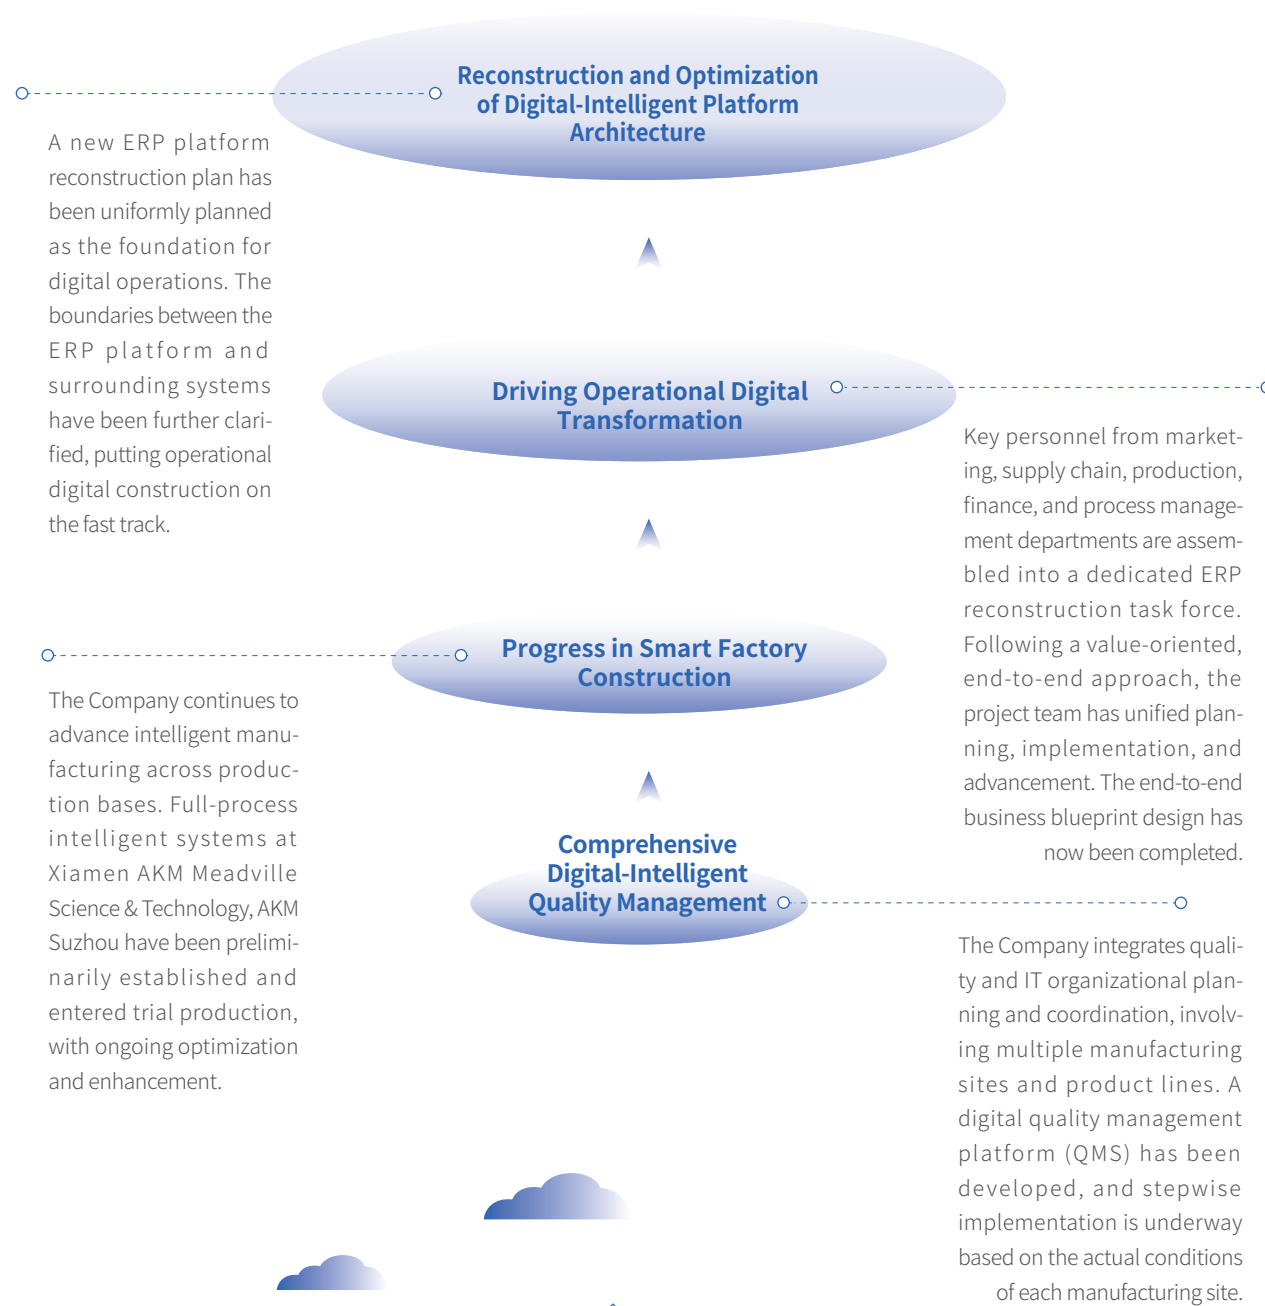 Reconstruction and Optimization
of Digital-Intelligent Platform
Architecture
A new ERP platform
reconstruction plan has
been uniformly planned
as the foundation for
digital operations. The
boundaries between the
ERP platform and
surrounding systems
have been further clari-
fied, putting operational
digital construction on
the fast track.
Driving Operational Digital
Transformation
Key personnel from market-
ing, supply chain, production,
finance, and process manage-
ment departments are assem-
bled into a dedicated ERP
reconstruction task force.
Following a value-oriented,
end-to-end approach, the
project team has unified plan-
ning, implementation, and
advancement. The end-to-end
business blueprint design has
now been completed.
Progress in Smart Factory
Construction
The Company continues to
advance intelligent manu-
facturing across produc-
tion bases. Full-process
intelligent systems at
Xiamen AKM Meadville
Science & Technology, AKM
Suzhou have been prelimi-
narily established and
entered trial production,
with ongoing optimization
and enhancement.
Comprehensive
Digital-Intelligent
Quality Management
The Company integrates quali-
ty and IT organizational plan-
ning and coordination, involv-
ing multiple manufacturing
sites and product lines. A
digital quality management
platform (QMS) has been
developed, and stepwise
implementation is underway
based on the actual conditions
of each manufacturing site.